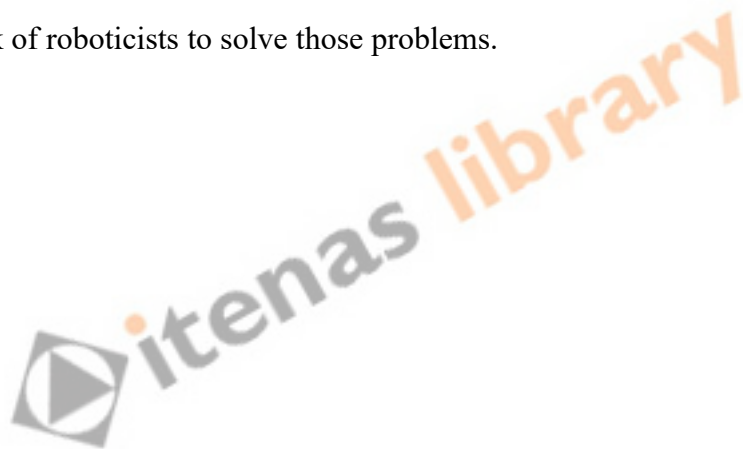 of roboticists to solve those problems.
itenas library